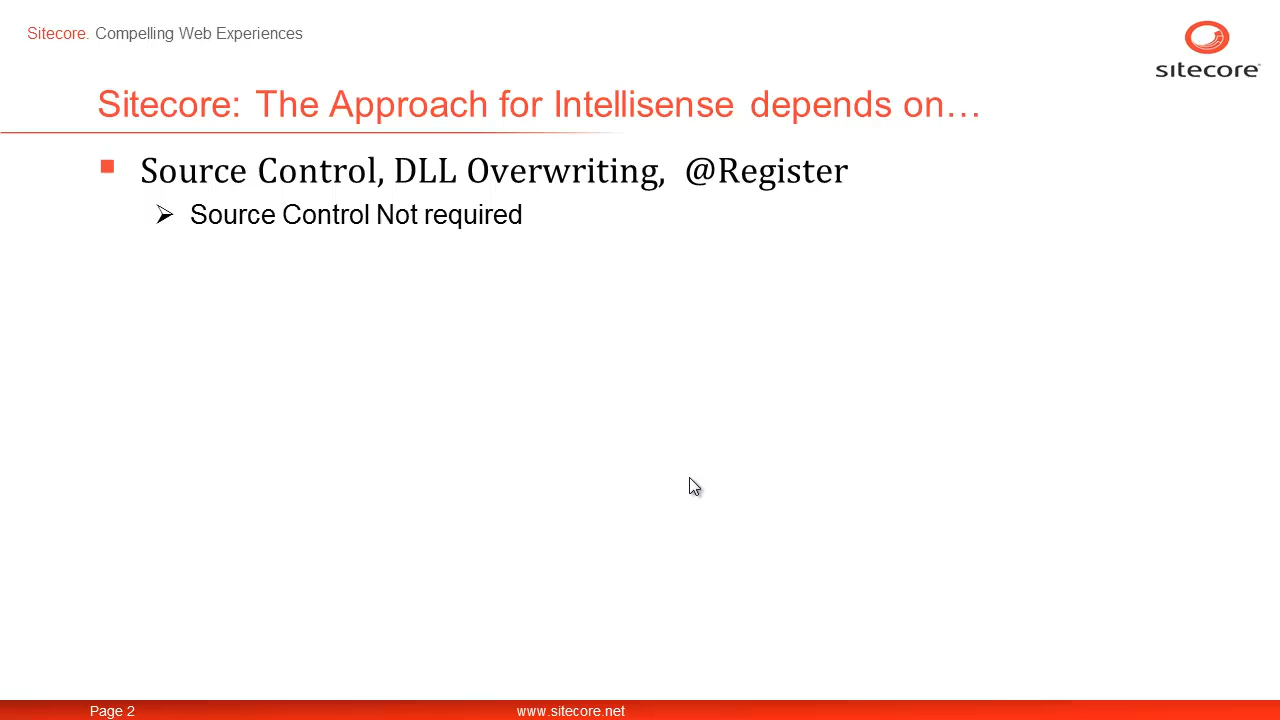 Sitecore. Compelling Web Experiences
sitecore
Sitecore: The Approach for Intellisense depends on…
Source Control, DLL Overwriting, @Register
Source Control Not required
Page 2
www.sitecore.net